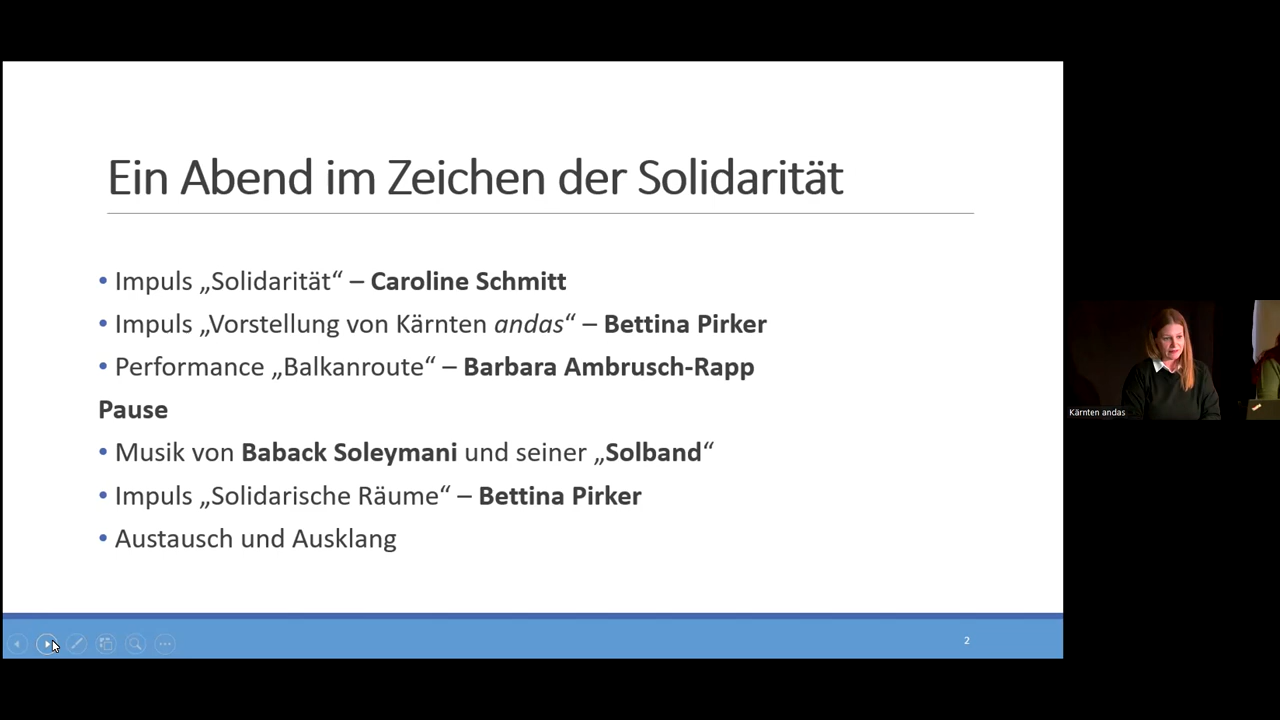 Ein Abend im Zeichen der Solidarität
• Impuls „Solidarität“ – Caroline Schmitt
• Impuls „Vorstellung von Kärnten andas“ – Bettina Pirker
• Performance „Balkanroute“ – Barbara Ambrusch-Rapp
Pause
• Musik von Baback Soleymani und seiner „Solband“
• Impuls „Solidarische Räume“ – Bettina Pirker
• Austausch und Ausklang
2
Kärnten andas